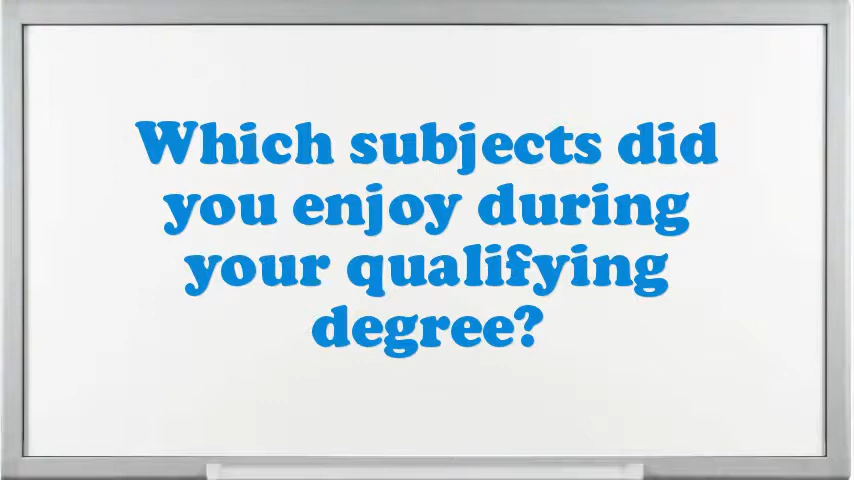 Which subjects did
you enjoy during
your qualifying
degree?